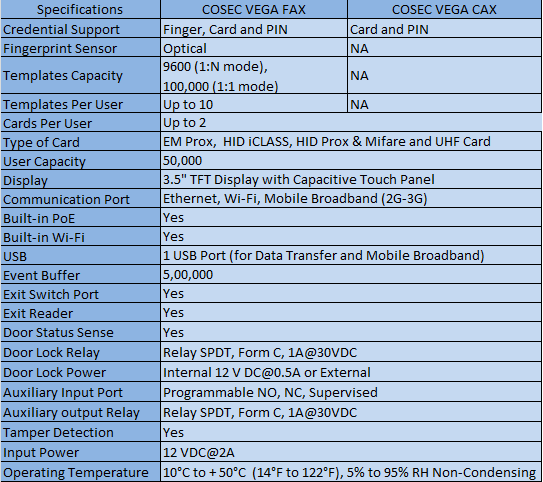 Specifications COSEC VEGA FAX COSEC VEGA CAX
Credential Support Finger, Card and PIN Card and PIN
Fingerprint Sensor Optical NA
Templates Capacity 9600 (1:N mode), NA
100,000 (1:1 mode)
Templates Per User Up to 10 NA
Cards Per User Up to 2
Type of Card EM Prox, HID iCLASS, HID Prox & Mifare and UHF Card
User Capacity 50,000
Display 3.5" TFT Display with Capacitive Touch Panel
Communication Port Ethernet, Wi-Fi, Mobile Broadband (2G-3G)
Built-in PoE Yes
Built-in Wi-Fi Yes
USB 1 USB Port (for Data Transfer and Mobile Broadband)
Event Buffer 5,00,000
Exit Switch Port Yes
Exit Reader Yes
Door Status Sense Yes
Door Lock Relay Relay SPDT, Form C, 1A@30VDC
Door Lock Power Internal 12 V DC@0.5A or External
Auxiliary Input Port Programmable NO, NC, Supervised
Auxiliary output Relay Relay SPDT, Form C, 1A@30VDC
Tamper Detection Yes
Input Power 12 VDC@2A
Operating Temperature 10°C to + 50°C (14°F to 122°F), 5% to 95% RH Non-Condensing